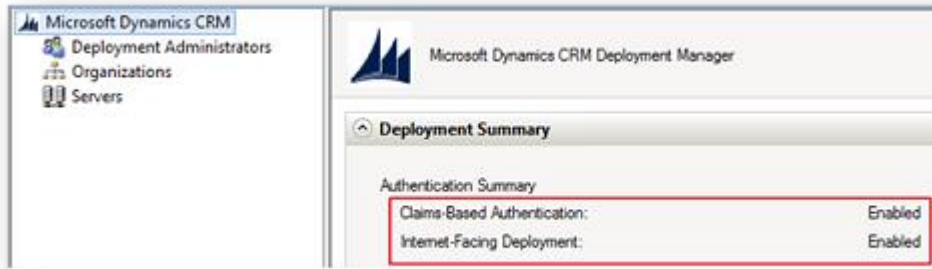 Microsoft Dynamics CRM
Deployment Administrators
Organizations
Servers
Microsoft Dynamics CRM Deployment Manager
Deployment Summary
Authentication Summary
Claims-Based Authentication: Enabled
Internet-Facing Deployment: Enabled